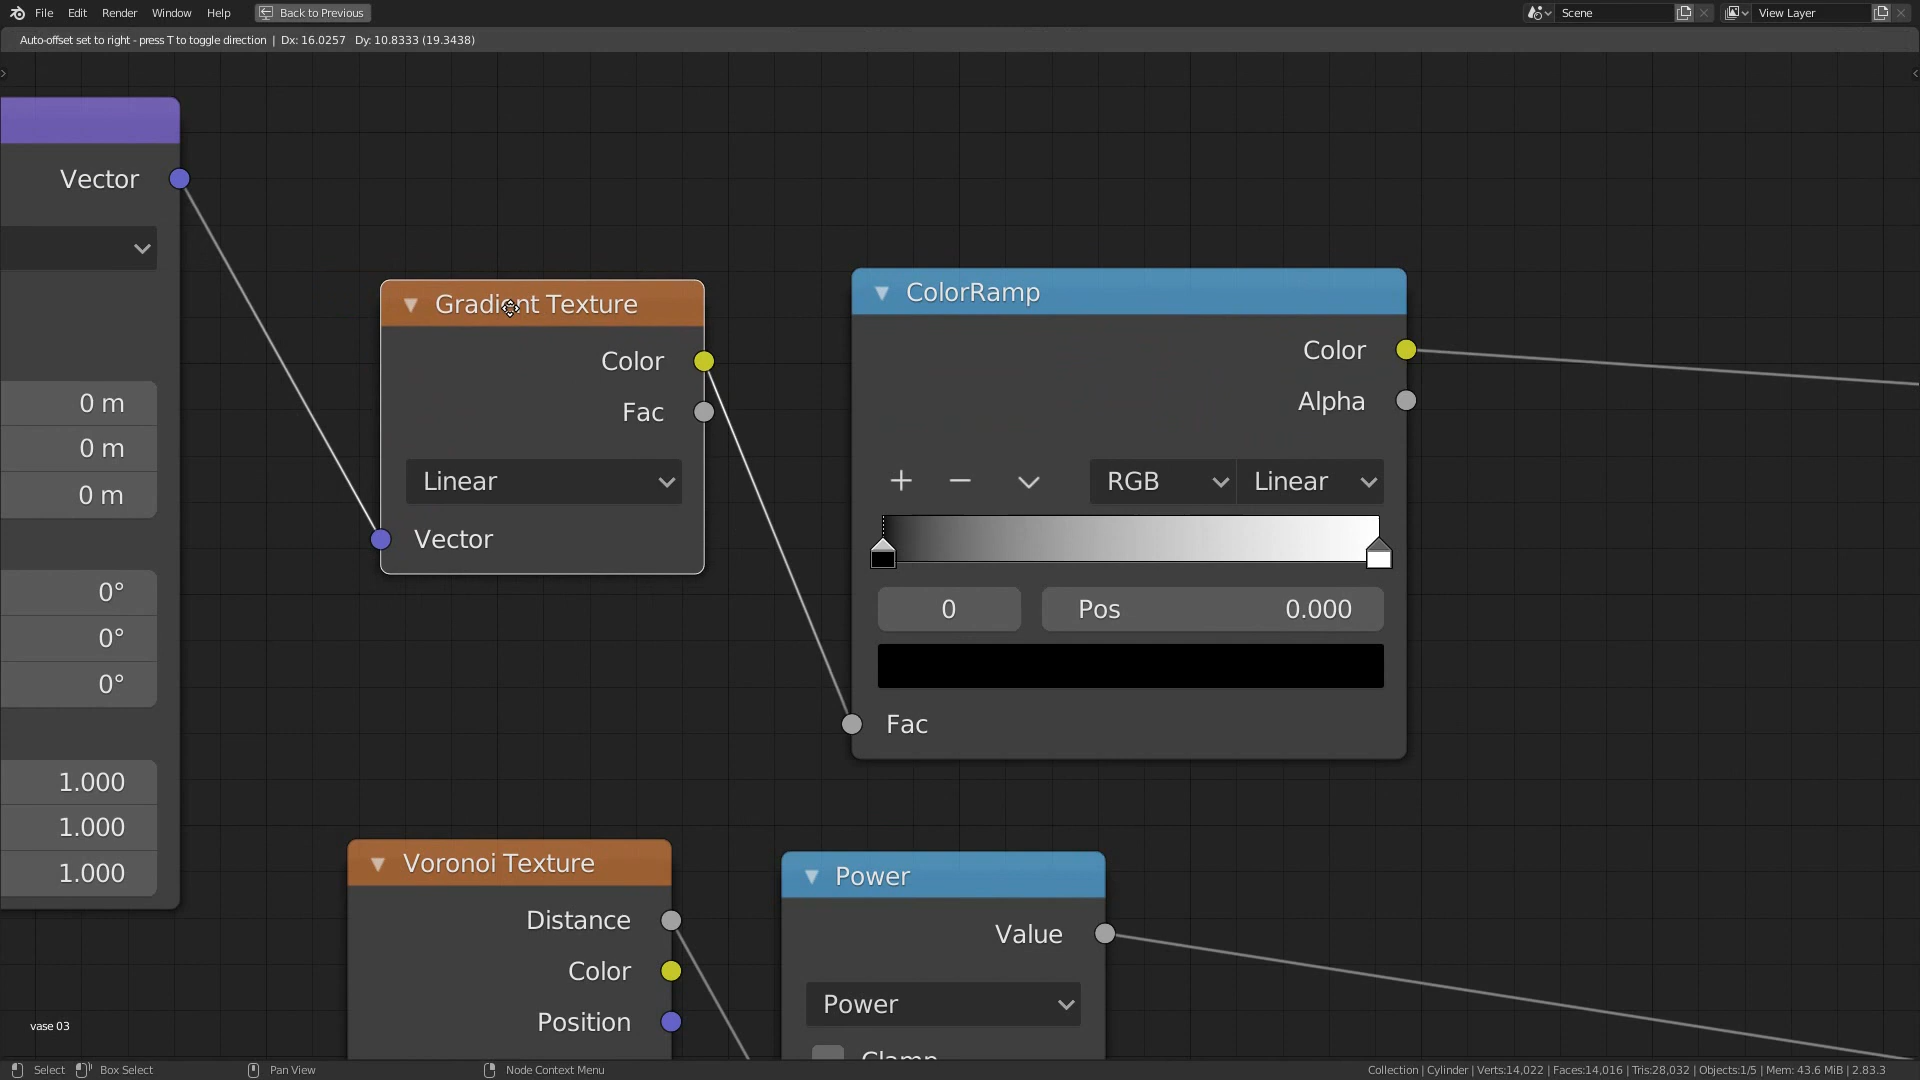 File Edit Render Window Help Back to Previous Scene View Layer
Auto-offset set to right - press T to toggle direction | Dx: 16.0257 Dy: 10.8333 (19.3438)
Vector
0 m
0 m
0 m
0°
0°
0°
1.000
1.000
1.000
Gradient Texture
Color
Fac
Linear
Vector
ColorRamp
Color
Alpha
RGB Linear
0 Pos 0.000
Fac
Voronoi Texture
Distance
Color
Position
Power
Value
Power
Clamp
vase 03
Select Box Select Pan View Node Context Menu Collection | Cylinder | Verts:14,022 | Faces:14,016 | Tris:28,032 | Objects:1/5 | Mem: 43.6 MiB | 2.83.3